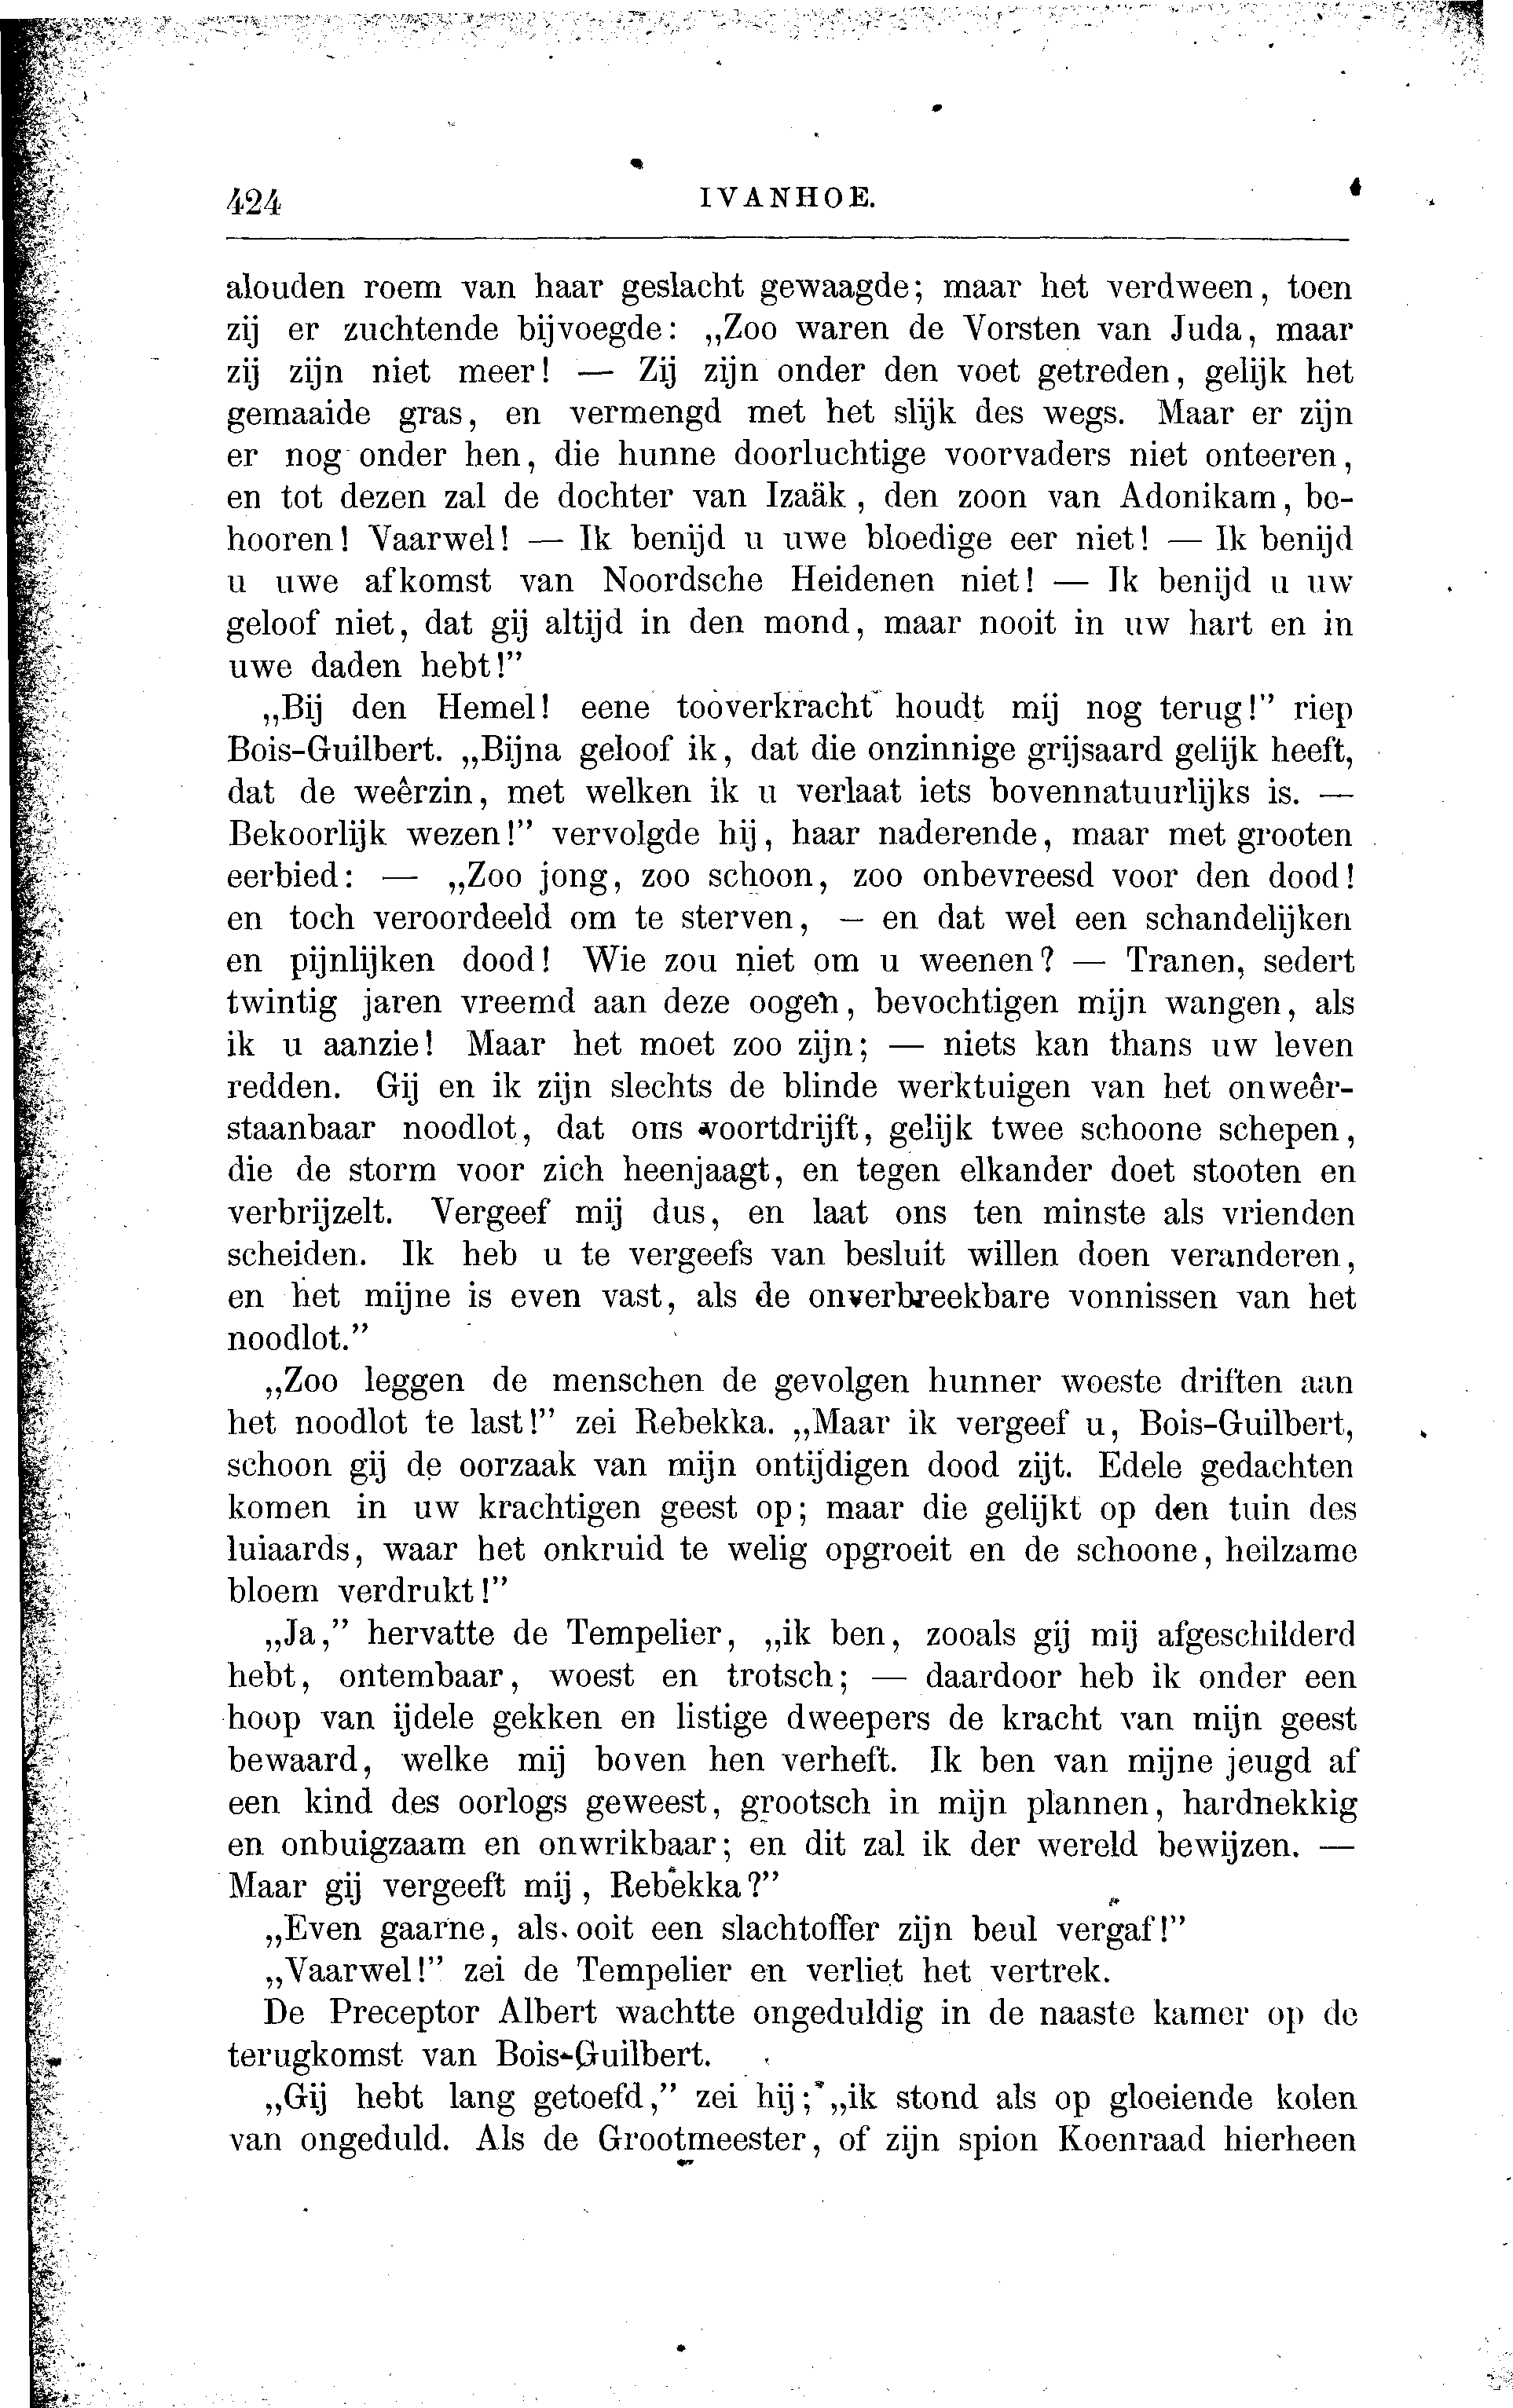 424
IVANHOE.
alouden roem van haar geslacht gewaagde; maar het verdween, toen
zij er zuchtende bijvoegde: „Zoo waren de Vorsten van Juda, maar
zij zijn niet meer! — Zij zijn onder den voet getreden, gelijk het
gemaaide gras, en vermengd met het slijk des wegs. Maar er zijn
er nog onder hen, die hunne doorluchtige voorvaders niet onteeren,
en tot dezen zal de dochter van Izaäk, den zoon van Adonikam, be-
hooren! Vaarwel! — Ik benijd u uwe bloedige eer niet! — Ik benijd
u uwe afkomst van Noordsche Heidenen niet! — Ik benijd u uw
geloof niet, dat gij altijd in den mond, maar nooit in uw hart en in
uwe daden hebt!”
„Bij den Hemel! eene tooverkracht houdt mij nog terug!” riep
Bois-Guilbert. „Bijna geloof ik, dat die onzinnige grijsaard gelijk heeft,
dat de weêrzin, met welken ik u verlaat iets bovennatuurlijks is. —
Bekoorlijk wezen!” vervolgde hij, haar naderende, maar met grooten
eerbied: — „Zoo jong, zoo schoon, zoo onbevreesd voor den dood!
en toch veroordeeld om te sterven, — en dat wel een schandelijken
en pijnlijken dood! Wie zou niet om u weenen? — Tranen, sedert
twintig jaren vreemd aan deze oogen, bevochtigen mijn wangen, als
ik u aanzie! Maar het moet zoo zijn; — niets kan thans uw leven
redden. Gij en ik zijn slechts de blinde werktuigen van het onweêr-
staanbaar noodlot, dat ons voortdrijft, gelijk twee schoone schepen,
die de storm voor zich heenjaagt, en tegen elkander doet stooten en
verbrijzelt. Vergeef mij dus, en laat ons ten minste als vrienden
scheiden. Ik heb u te vergeefs van besluit willen doen veranderen,
en het mijne is even vast, als de onverbreekbare vonnissen van het
noodlot.”
„Zoo leggen de menschen de gevolgen hunner woeste driften aan
het noodlot te last!” zei Rebekka. „Maar ik vergeef u, Bois-Guilbert,
schoon gij de oorzaak van mijn ontijdigen dood zijt. Edele gedachten
komen in uw krachtigen geest op; maar die gelijkt op den tuin des
luiaards, waar het onkruid te welig opgroeit en de schoone, heilzame
bloem verdrukt!”
„Ja,” hervatte de Tempelier, „ik ben, zooals gij mij afgeschilderd
hebt, ontembaar, woest en trotsch; — daardoor heb ik onder een
hoop van ijdele gekken en listige dweepers de kracht van mijn geest
bewaard, welke mij boven hen verheft. Ik ben van mijne jeugd af
een kind des oorlogs geweest, grootsch in mijn plannen, hardnekkig
en onbuigzaam en onwrikbaar; en dit zal ik der wereld bewijzen. —
Maar gij vergeeft mij, Rebekka?”
„Even gaarne, als ooit een slachtoffer zijn beul vergaf!”
„Vaarwel!” zei de Tempelier en verliet het vertrek.
De Preceptor Albert wachtte ongeduldig in de naaste kamer op de
terugkomst van Bois-Guilbert.
„Gij hebt lang getoefd,” zei hij; „ik stond als op gloeiende kolen
van ongeduld. Als de Grootmeester, of zijn spion Koenraad hierheen